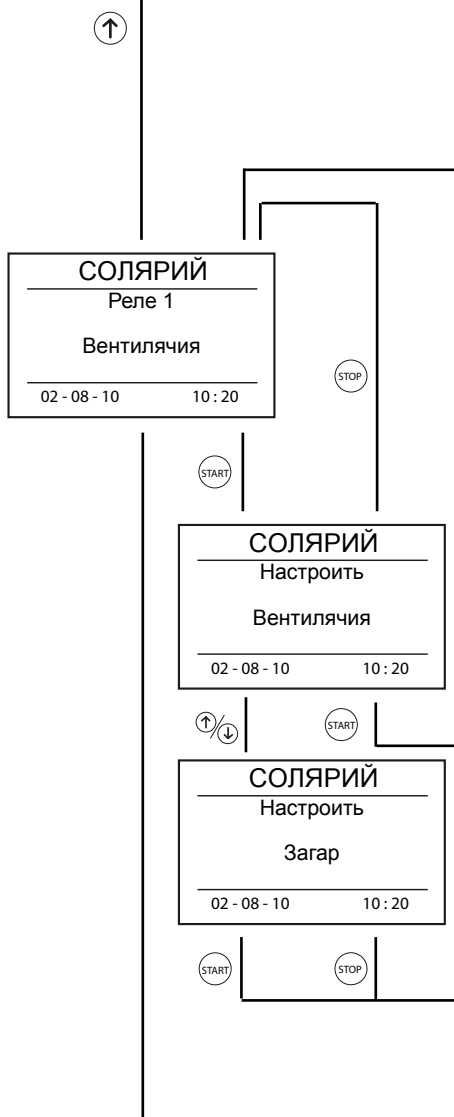 СОЛЯРИЙ
Реле 1
Вентилячия
02 - 08 - 10 10 : 20
STOP
START
СОЛЯРИЙ
Настроить
Вентилячия
02 - 08 - 10 10 : 20
START
СОЛЯРИЙ
Настроить
Загар
02 - 08 - 10 10 : 20
START STOP